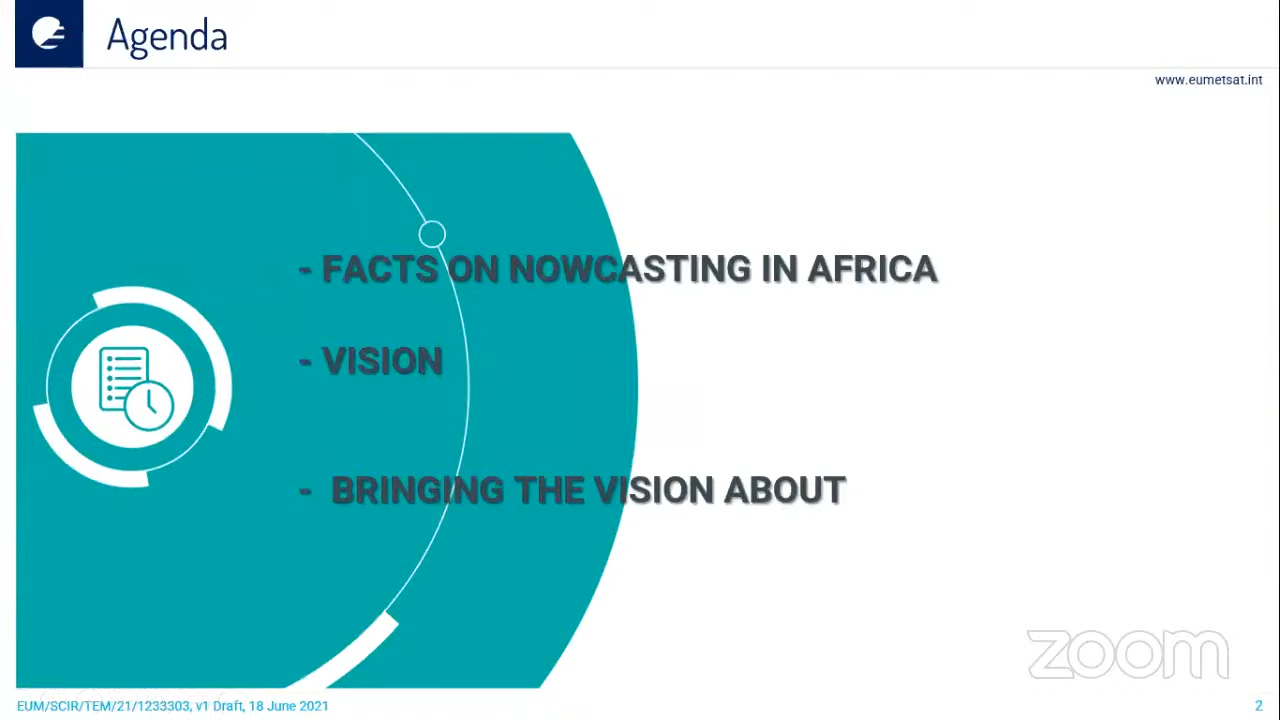 Agenda
www.eumetsat.int
- FACTS ON NOWCASTING IN AFRICA
- VISION
- BRINGING THE VISION ABOUT
zoom
EUM/SCIR/TEM/21/1233303, v1 Draft, 18 June 2021
2